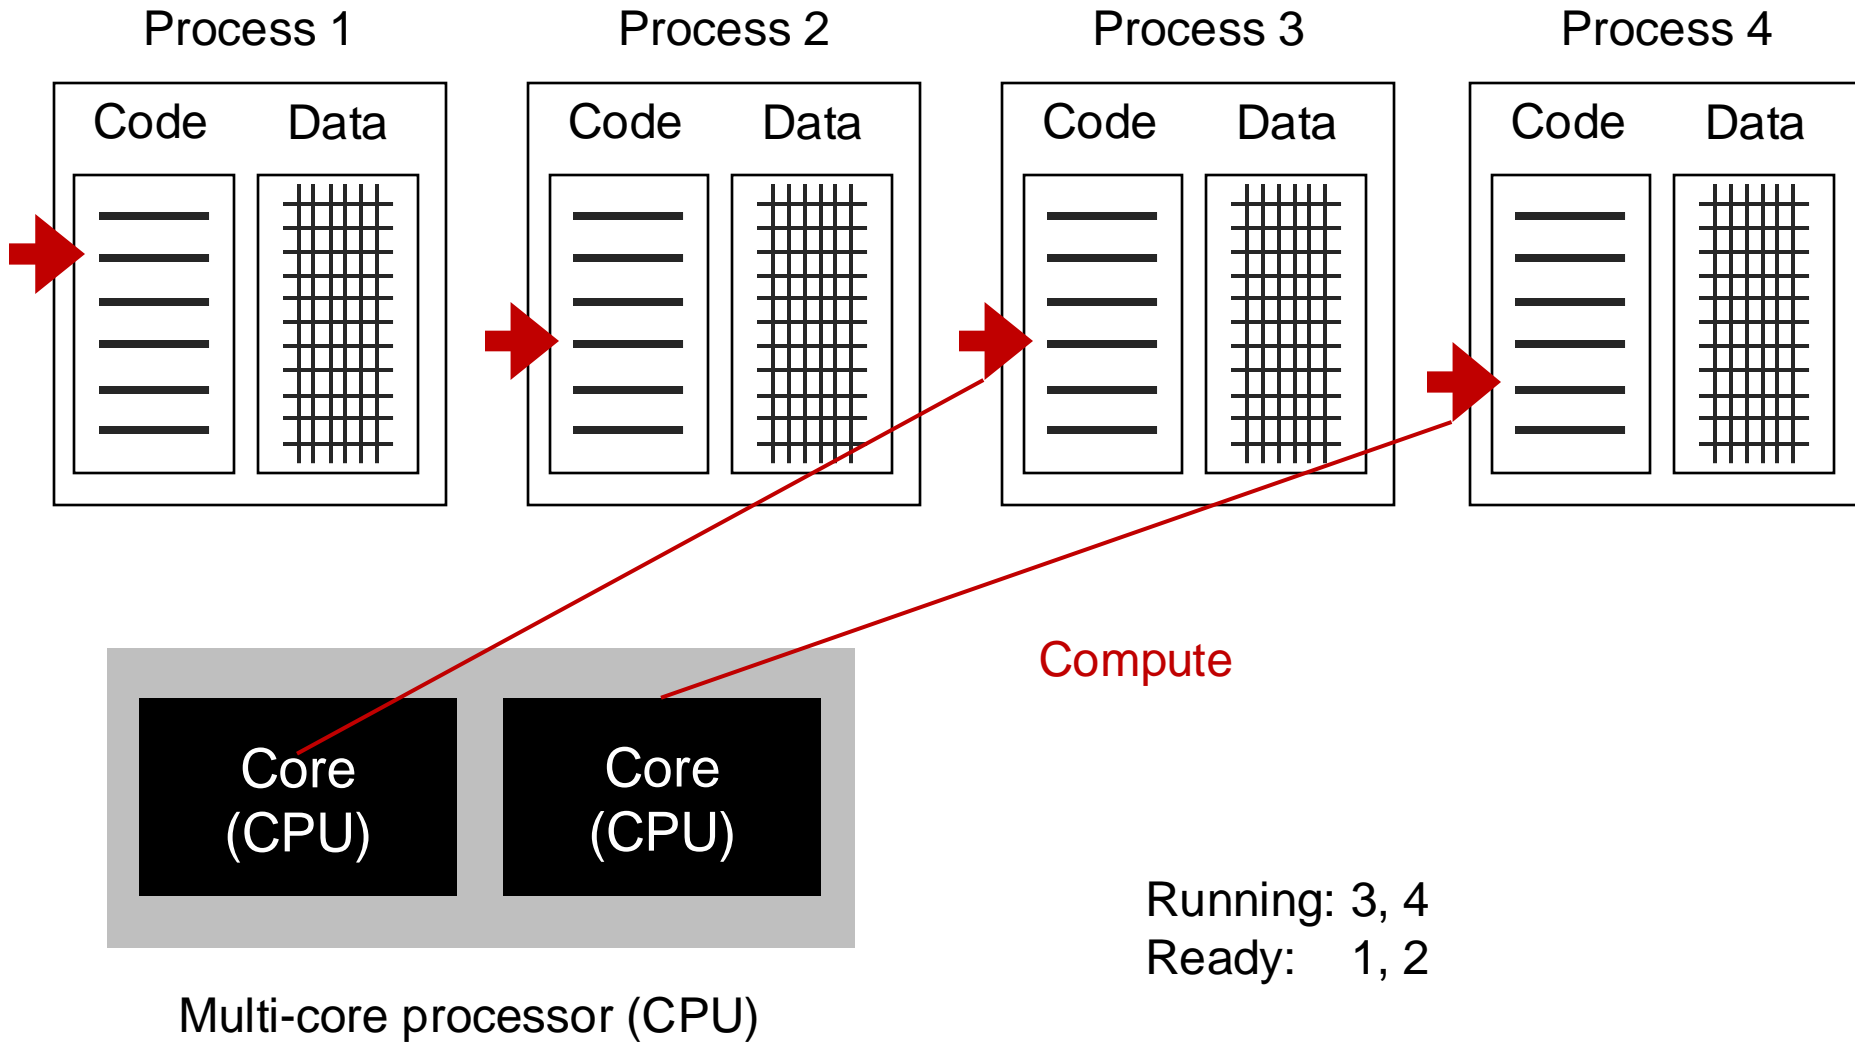 Process 1 Process 2 Process 3 Process 4
Code Data Code Data Code Data Code Data
Compute
Core (CPU)
Core (CPU)
Running: 3, 4
Ready: 1, 2
Multi-core processor (CPU)